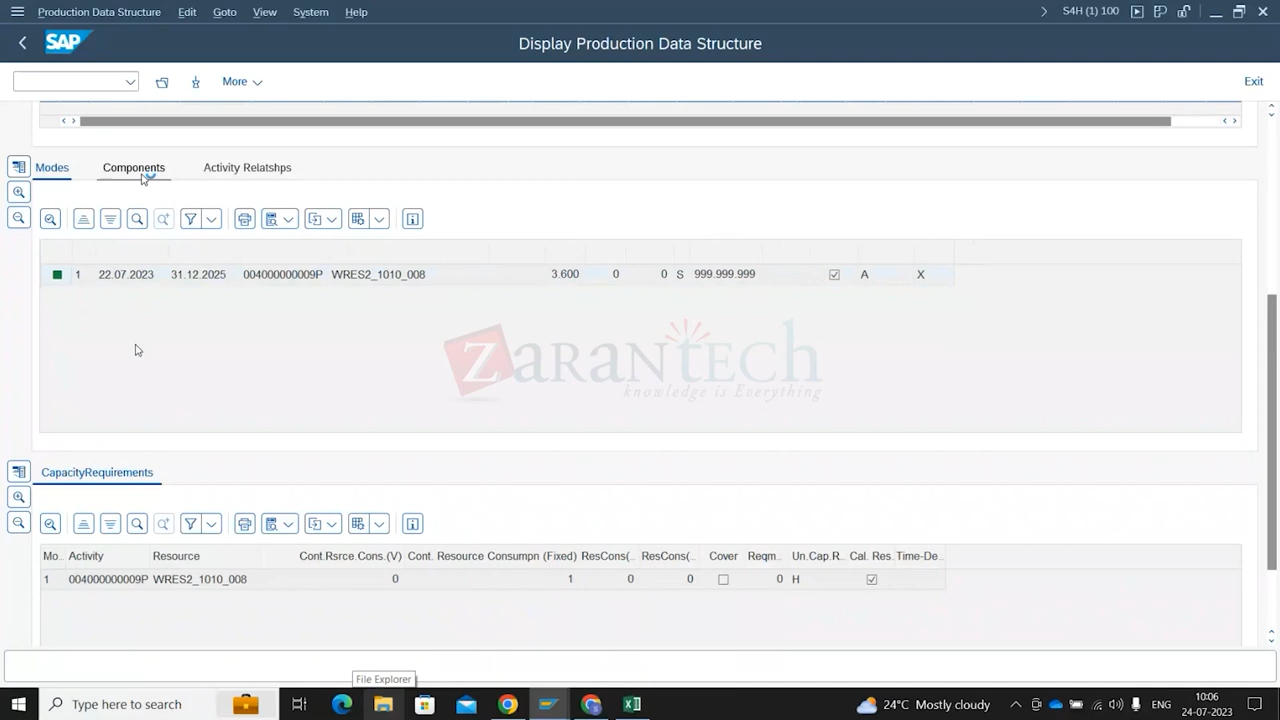 Production Data Structure Edit Goto View System Help S4H (1) 100
SAP Display Production Data Structure
More Exit
Modes Components Activity Relatshps
1 22.07.2023 31.12.2025 004000000009P WRES2_1010_008 3.600 0 0 S 999.999.999 A X
ZARANTECH
knowledge is Everything
CapacityRequirements
Mo.. Activity Resource Cont.Rsrce.Cons.(V) Cont. Resource Consumpn (Fixed) ResCons(.. ResCons(.. Cover Reqm.. Un.Cap.R.. Cal. Res. Time-De..
1 004000000009P WRES2_1010_008 0 1 0 0 0 H
File Explorer
Type here to search 24°C Mostly cloudy ENG 10:06
24-07-2023